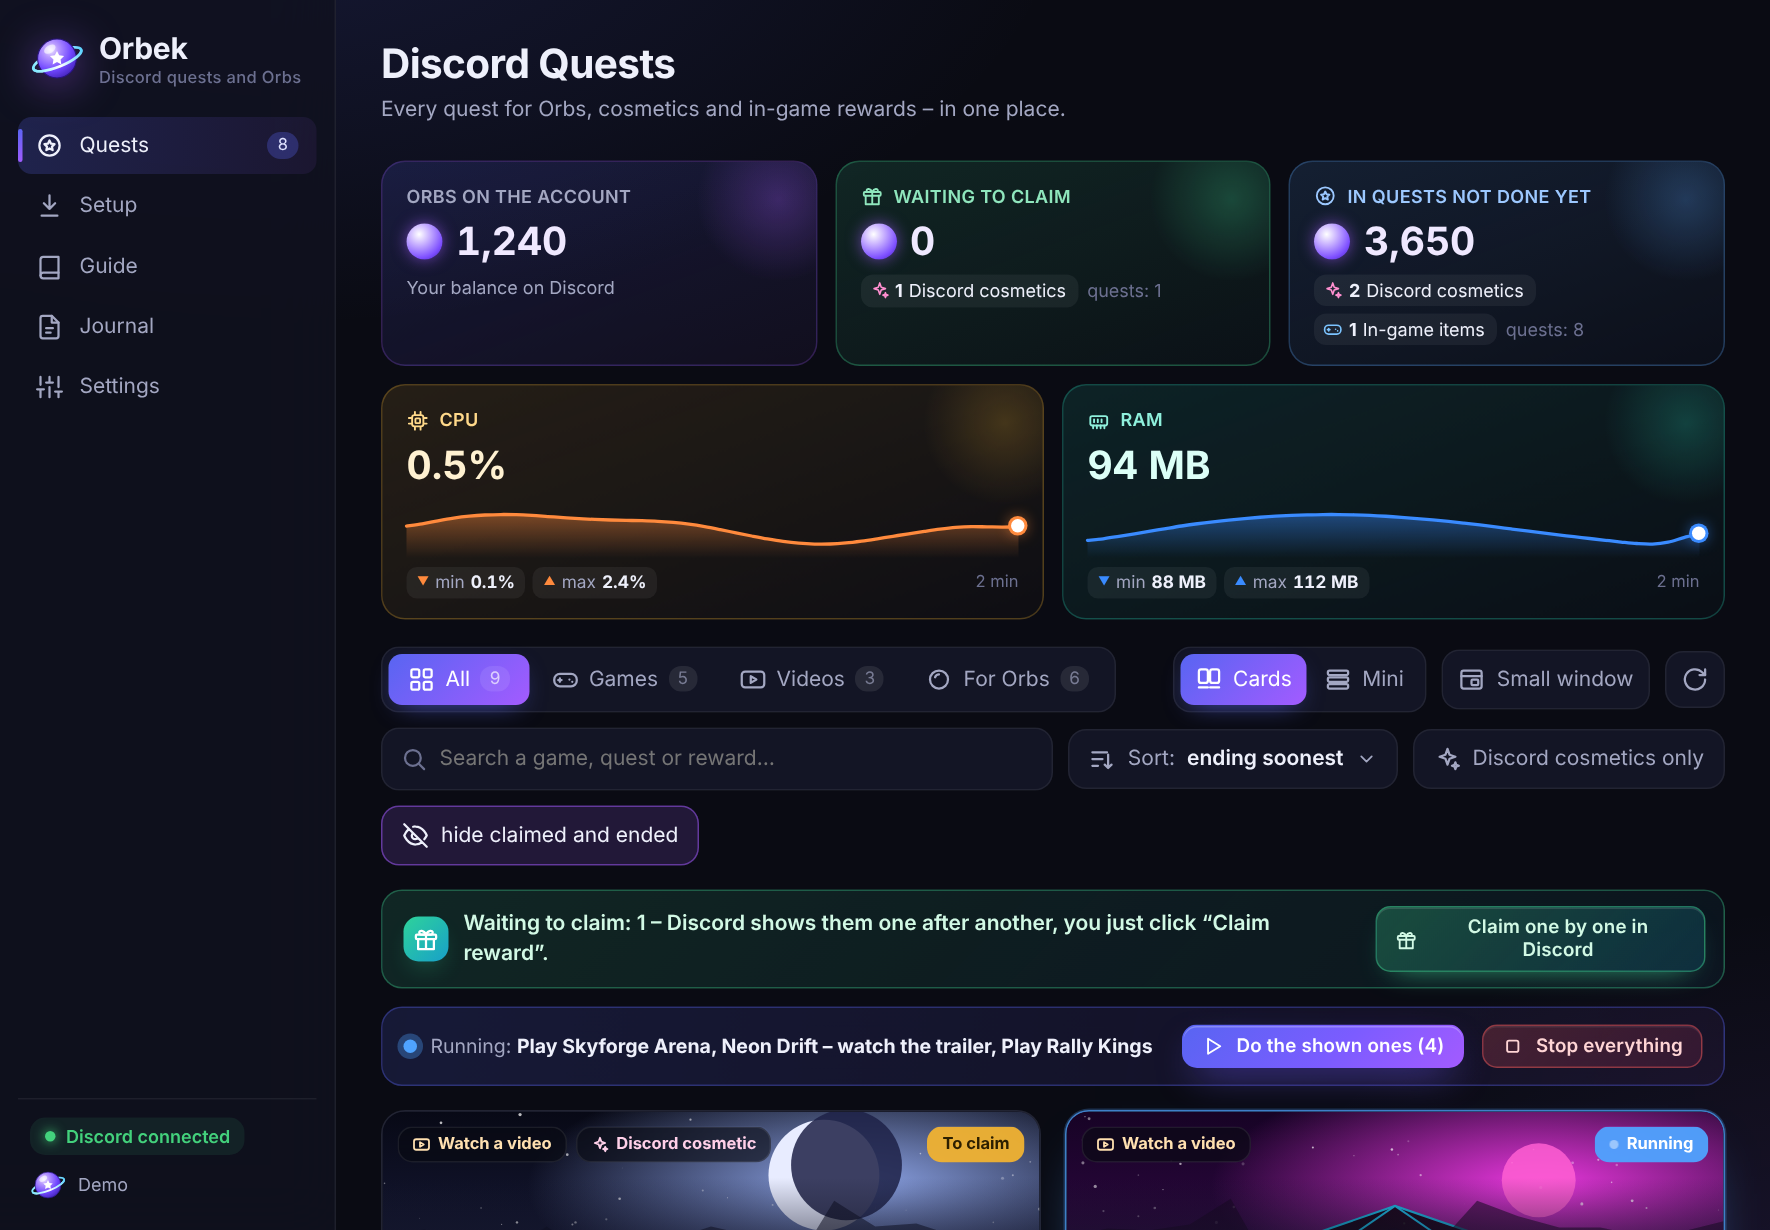 Orbek
Discord quests and Orbs
Quests 8
Setup
Guide
Journal
Settings
Discord connected
Demo
Discord Quests
Every quest for Orbs, cosmetics and in-game rewards – in one place.
ORBS ON THE ACCOUNT
1,240
Your balance on Discord
WAITING TO CLAIM
0
1 Discord cosmetics quests: 1
IN QUESTS NOT DONE YET
3,650
2 Discord cosmetics
1 In-game items quests: 8
CPU
0.5%
min 0.1% max 2.4% 2 min
RAM
94 MB
min 88 MB max 112 MB 2 min
All 9 Games 5 Videos 3 For Orbs 6 Cards Mini Small window
Search a game, quest or reward... Sort: ending soonest Discord cosmetics only
hide claimed and ended
Waiting to claim: 1 – Discord shows them one after another, you just click “Claim
reward”.
Claim one by one in
Discord
Running: Play Skyforge Arena, Neon Drift – watch the trailer, Play Rally Kings Do the shown ones (4) Stop everything
Watch a video Discord cosmetic To claim
Watch a video Running